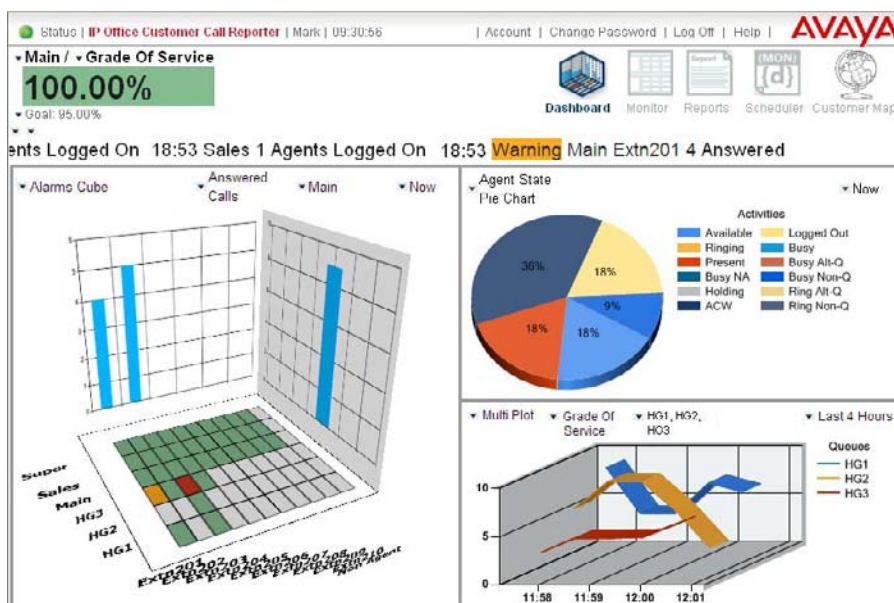 Status | IP Office Customer Call Reporter | Mark | 09:30:56
| Account | Change Password | Log Off | Help |
AVAYA
Main / Grade Of Service
100.00%
Goal: 95.00%
Dashboard Monitor Reports Scheduler Customer Map
ents Logged On 18:53 Sales 1 Agents Logged On 18:53 Warning Main Extn201 4 Answered
Alarms Cube
Answered Calls
Main
Now
Super
Sales
Main
HG3
HG2
HG1
Extn201
Non Agent
Agent State
Pie Chart
Now
Activities
Available Logged Out
Ringing Busy
Present Busy Alt-Q
Busy NA Busy Non-Q
Holding Ring Alt-Q
ACW Ring Non-Q
18%
9%
18%
18%
Multi Plot
Grade Of
Service
HG1, HG2,
HG3
Last 4 Hours
Queues
HG1
HG2
HG3
10
5
0
11:58 11:59 12:00 12:01